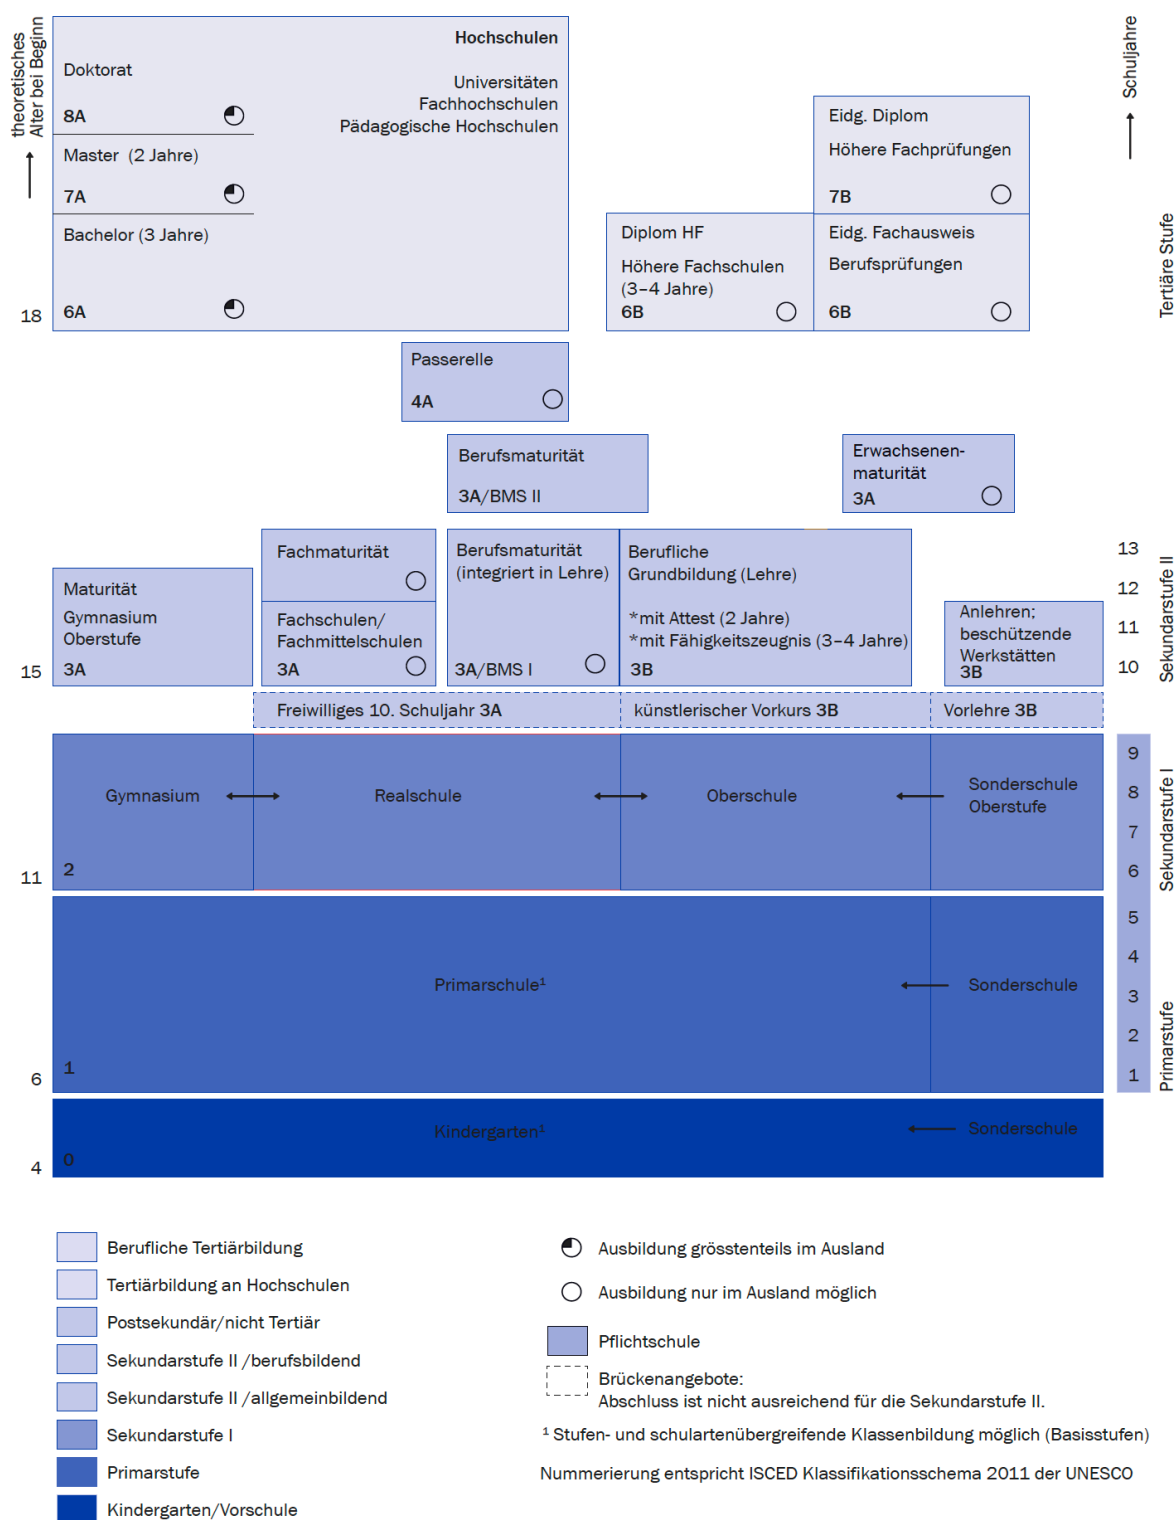 theoretisches
Alter bei Beginn
Schuljahre
Hochschulen
Universitäten
Fachhochschulen
Pädagogische Hochschulen
Doktorat
8A
Master (2 Jahre)
7A
Bachelor (3 Jahre)
6A
18
Eidg. Diplom
Höhere Fachprüfungen
7B
Diplom HF
Höhere Fachschulen
(3–4 Jahre)
6B
Eidg. Fachausweis
Berufsprüfungen
6B
Tertiäre Stufe
Passerelle
4A
Berufsmaturität
3A/BMS II
Erwachsenen-
maturität
3A
Maturität
Gymnasium
Oberstufe
3A
15
Fachmaturität
Fachschulen/
Fachmittelschulen
3A
Berufsmaturität
(integriert in Lehre)
3A/BMS I
Berufliche
Grundbildung (Lehre)
*mit Attest (2 Jahre)
*mit Fähigkeitszeugnis (3–4 Jahre)
3B
Anlehren;
beschützende
Werkstätten
3B
13
12
11
10
Sekundarstufe II
Freiwilliges 10. Schuljahr 3A
künstlerischer Vorkurs 3B
Vorlehre 3B
Gymnasium
Realschule
Oberschule
Sonderschule
Oberstufe
2
11
9
8
7
6
Sekundarstufe I
Primarschule¹
Sonderschule
1
6
5
4
3
2
1
Primarstufe
Kindergarten¹
Sonderschule
0
4
Berufliche Tertiärbildung
Tertiärbildung an Hochschulen
Postsekundär/nicht Tertiär
Sekundarstufe II /berufsbildend
Sekundarstufe II /allgemeinbildend
Sekundarstufe I
Primarstufe
Kindergarten/Vorschule
Ausbildung grösstenteils im Ausland
Ausbildung nur im Ausland möglich
Pflichtschule
Brückenangebote:
Abschluss ist nicht ausreichend für die Sekundarstufe II.
¹ Stufen- und schulartenübergreifende Klassenbildung möglich (Basisstufen)
Nummerierung entspricht ISCED Klassifikationsschema 2011 der UNESCO